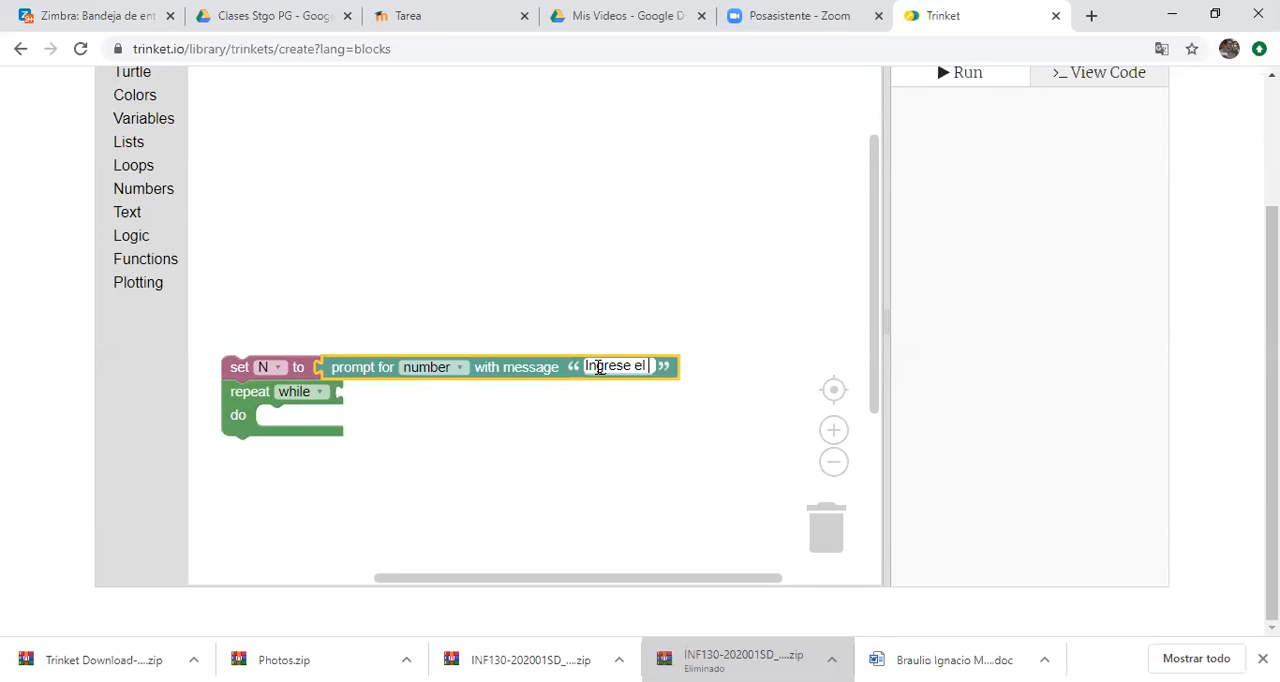 Zimbra: Bandeja de ent
Clases Stgo PG - Goog
Tarea
Mis Videos - Google D
Posasistente - Zoom
Trinket
trinket.io/library/trinkets/create?lang=blocks
Turtle
Colors
Variables
Lists
Loops
Numbers
Text
Logic
Functions
Plotting
Run
>_ View Code
set N to prompt for number with message “ Ingrese el ”
repeat while
do
Trinket Download-....zip
Photos.zip
INF130-202001SD_....zip
INF130-202001SD_....zip
Eliminado
Braulio Ignacio M....doc
Mostrar todo